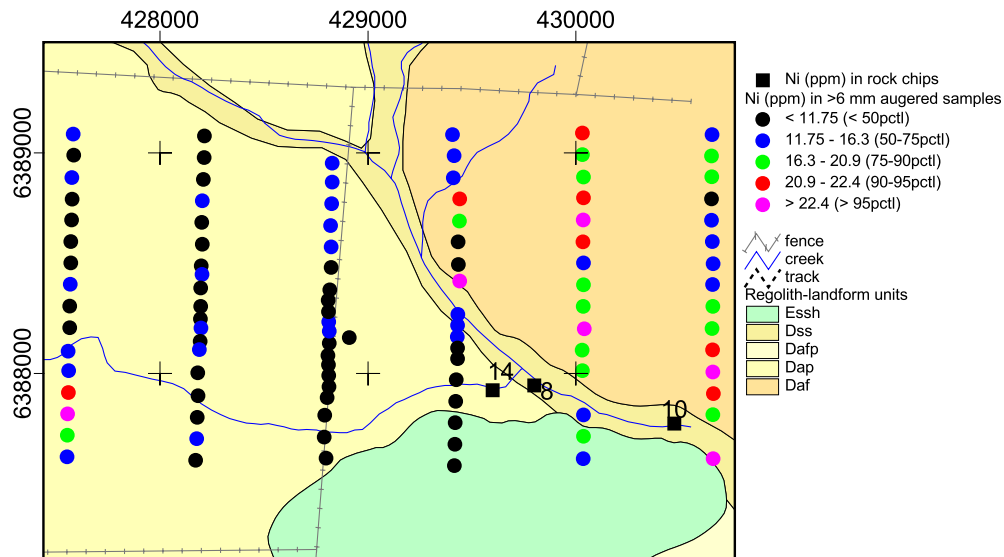 428000 429000 430000
6389000
6388000
14
8
10
Ni (ppm) in rock chips
Ni (ppm) in >6 mm augered samples
< 11.75 (< 50pctl)
11.75 - 16.3 (50-75pctl)
16.3 - 20.9 (75-90pctl)
20.9 - 22.4 (90-95pctl)
> 22.4 (> 95pctl)
fence
creek
track
Regolith-landform units
Essh
Dss
Dafp
Dap
Daf